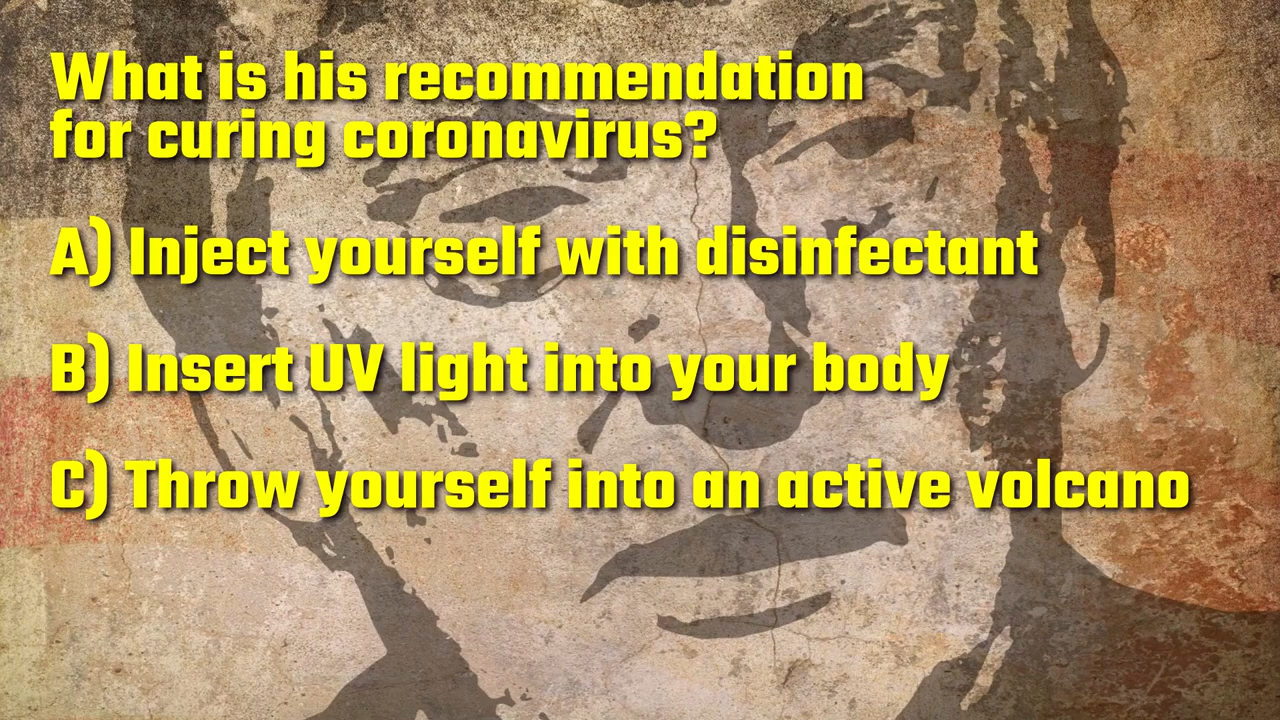 What is his recommendation
for curing coronavirus?
A) Inject yourself with disinfectant
B) Insert UV light into your body
C) Throw yourself into an active volcano